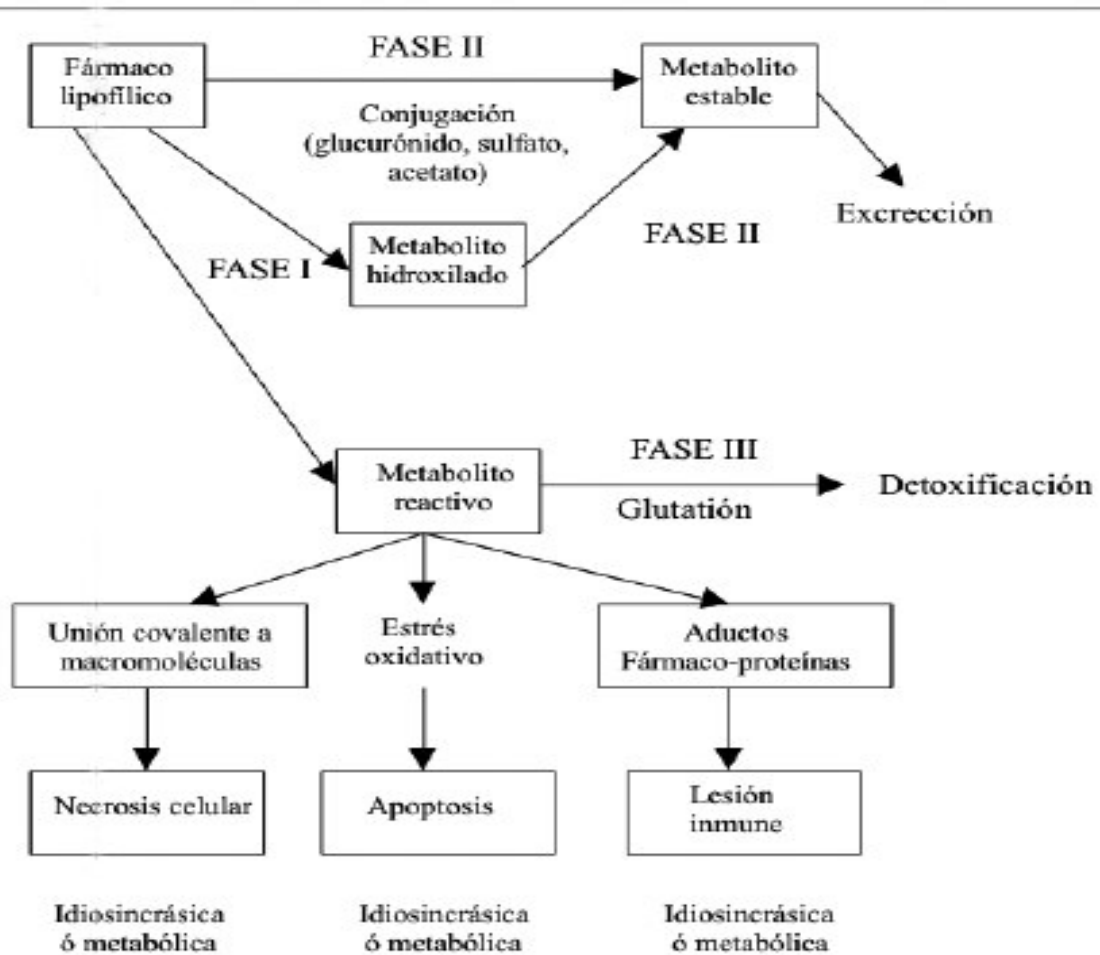 FASE II
Fármaco
lipofílico
Metabolito
estable
Conjugación
(glucurónido, sulfato,
acetato)
Excrección
FASE II
Metabolito
hidroxilado
FASE I
Metabolito
reactivo
FASE III
Glutatión
Detoxificación
Unión covalente a
macromoléculas
Estrés
oxidativo
Aductos
Fármaco-proteínas
Necrosis celular
Apoptosis
Lesión
inmune
Idiosincrásica
ó metabólica
Idiosincrásica
ó metabólica
Idiosincrásica
ó metabólica